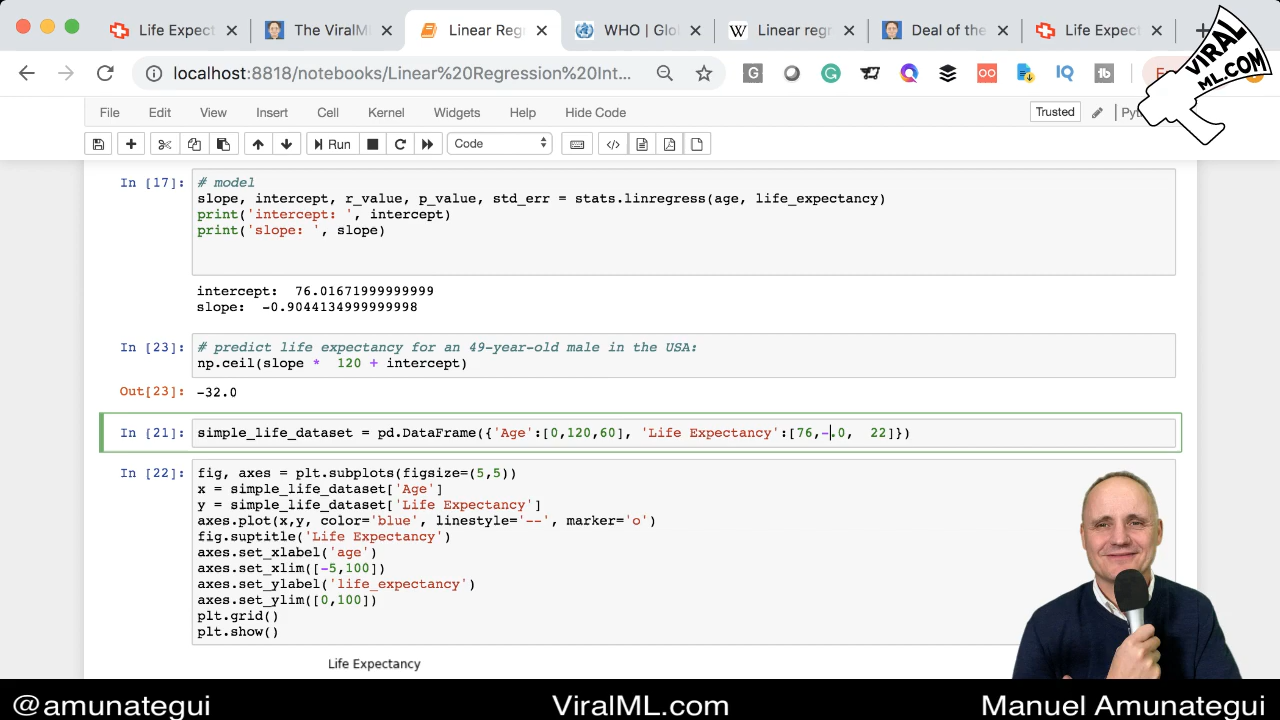 Life Expect
The ViralMl
Linear Reg
WHO | Glo
Linear regr
Deal of the
Life Expect
localhost:8818/notebooks/Linear%20Regression%20Int...
VIRAL
ML.COM
File Edit View Insert Cell Kernel Widgets Help Hide Code
Trusted
Run
Code
In [17]:
# model
slope, intercept, r_value, p_value, std_err = stats.linregress(age, life_expectancy)
print('intercept: ', intercept)
print('slope: ', slope)
intercept:  76.01671999999999
slope:  -0.9044134999999998
In [23]:
# predict life expectancy for an 49-year-old male in the USA:
np.ceil(slope *  120 + intercept)
Out[23]: -32.0
In [21]: simple_life_dataset = pd.DataFrame({'Age':[0,120,60], 'Life Expectancy':[76,-.0,  22]})
In [22]:
fig, axes = plt.subplots(figsize=(5,5))
x = simple_life_dataset['Age']
y = simple_life_dataset['Life Expectancy']
axes.plot(x,y, color='blue', linestyle='--', marker='o')
fig.suptitle('Life Expectancy')
axes.set_xlabel('age')
axes.set_xlim([-5,100])
axes.set_ylabel('life_expectancy')
axes.set_ylim([0,100])
plt.grid()
plt.show()
Life Expectancy
@amunategui ViralML.com Manuel Amunategui